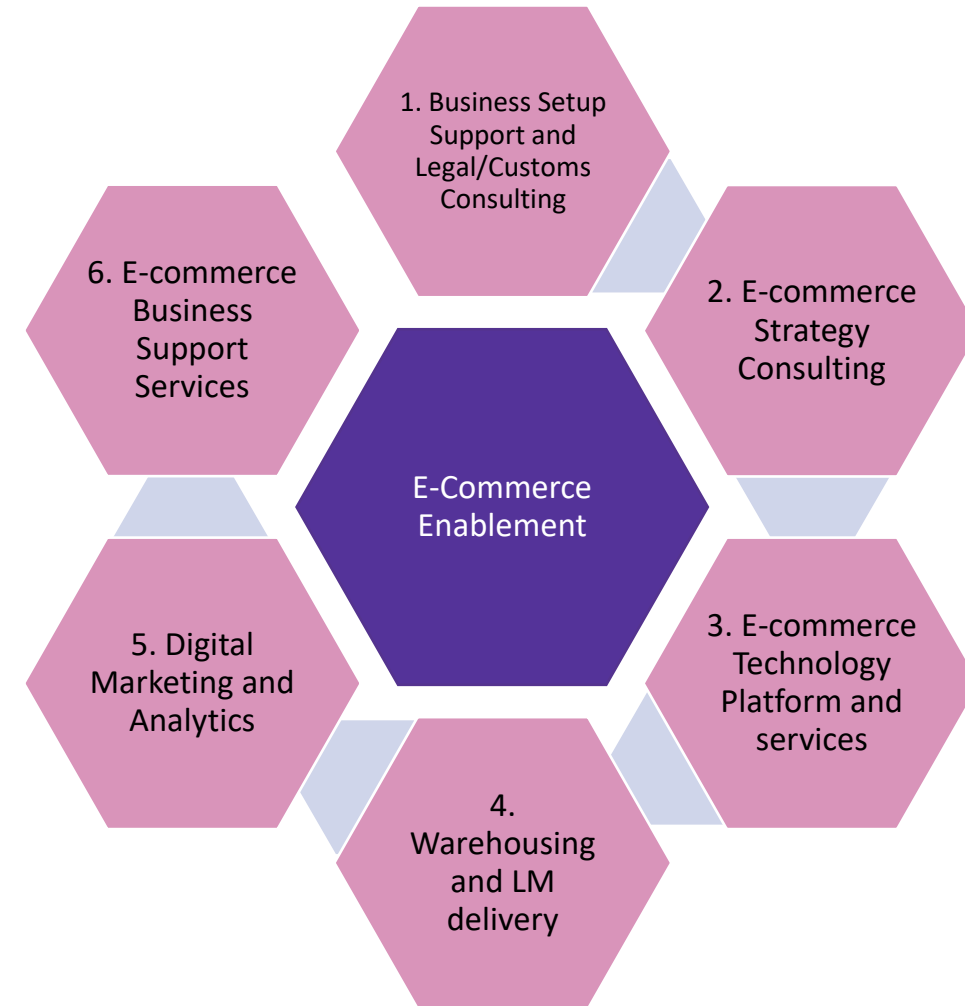 1. Business Setup
Support and
Legal/Customs
Consulting
2. E-commerce
Strategy
Consulting
3. E-commerce
Technology
Platform and
services
4.
Warehousing
and LM
delivery
5. Digital
Marketing and
Analytics
6. E-commerce
Business
Support
Services
E-Commerce
Enablement